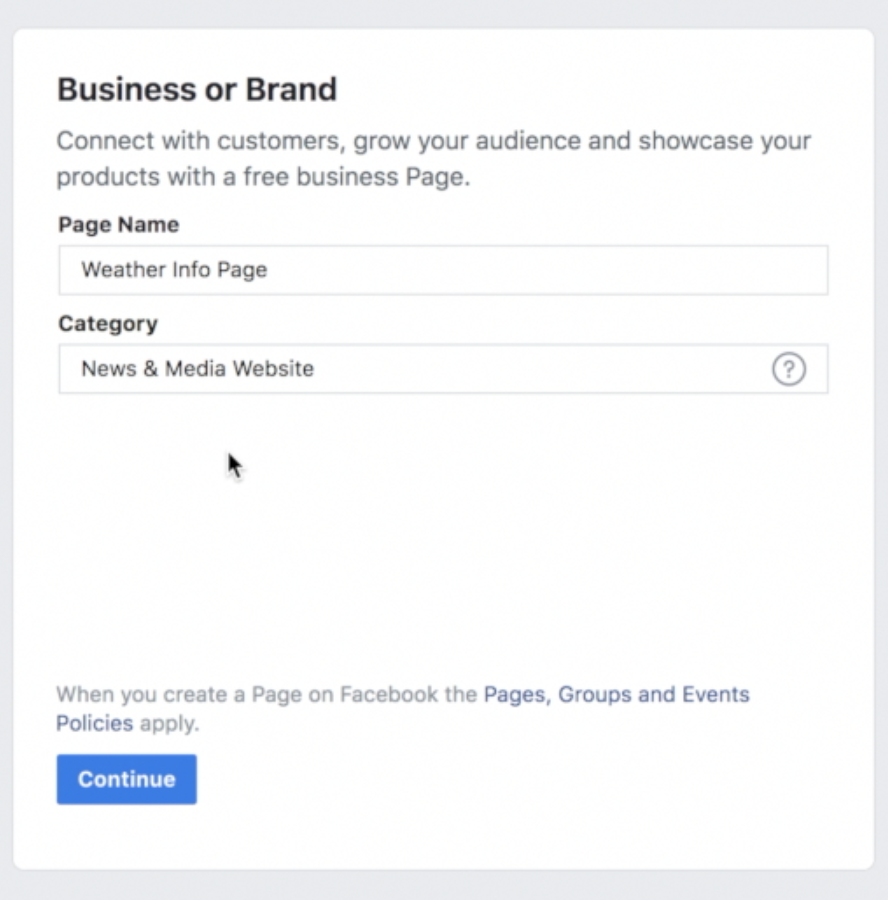 Business or Brand
Connect with customers, grow your audience and showcase your
products with a free business Page.
Page Name
Weather Info Page
Category
News & Media Website
?
When you create a Page on Facebook the Pages, Groups and Events
Policies apply.
Continue